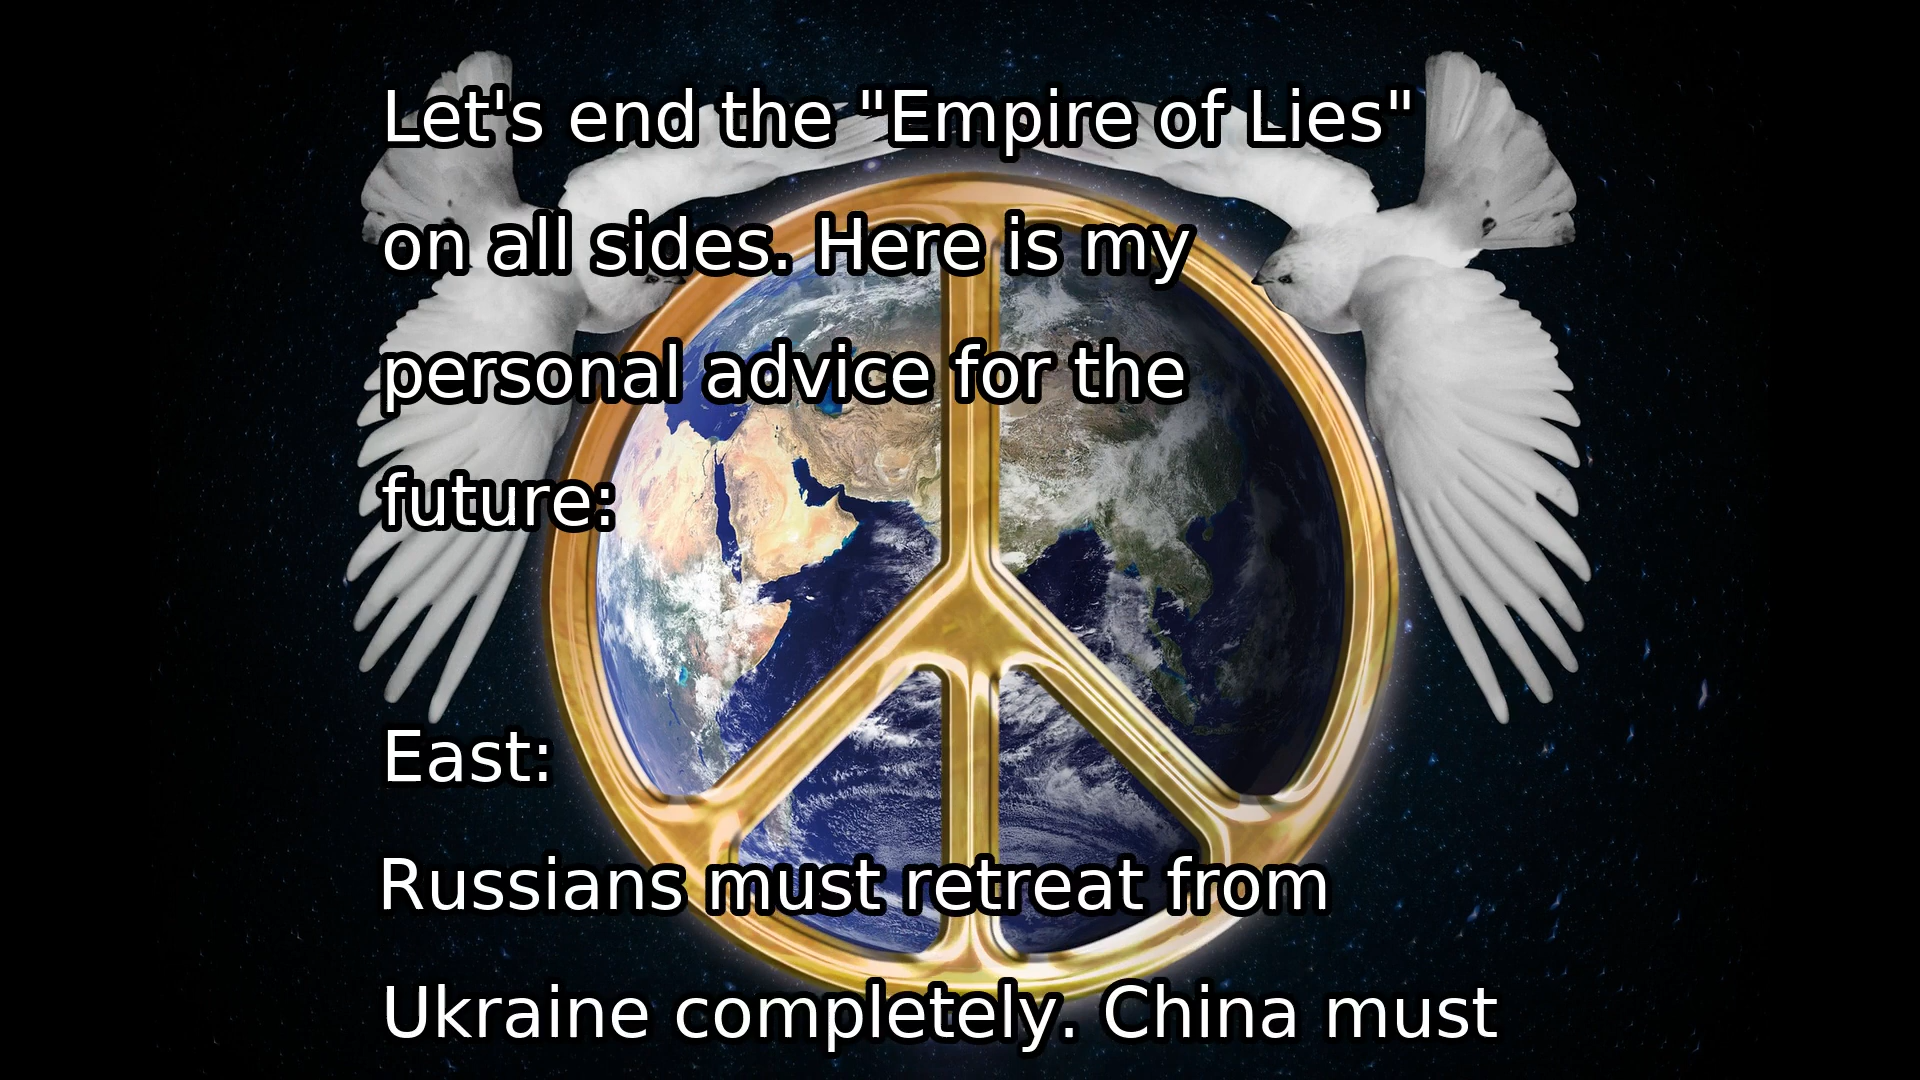 Let's end the "Empire of Lies"
on all sides. Here is my
personal advice for the
future:
East:
Russians must retreat from
Ukraine completely. China must